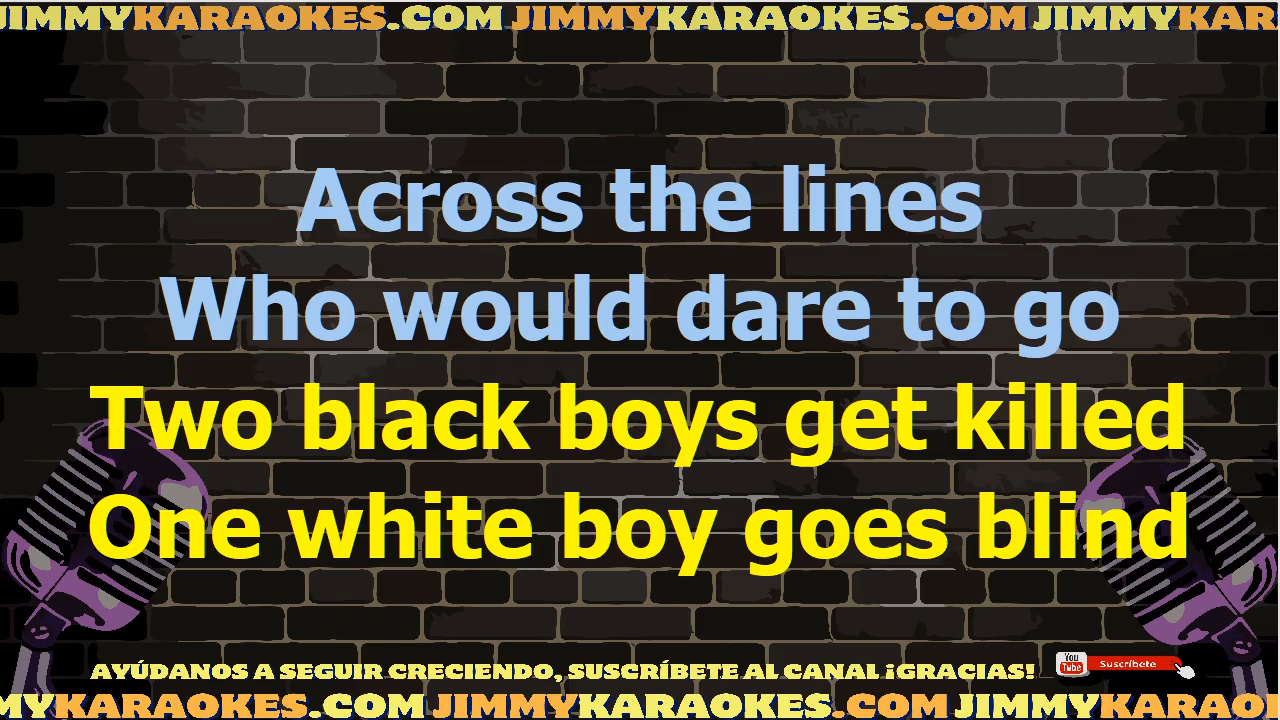 JIMMYKARAOKES.COM JIMMYKARAOKES.COM JIMMYKAR
Across the lines
Who would dare to go
Two black boys get killed
One white boy goes blind
AYÚDANOS A SEGUIR CRECIENDO, SUSCRÍBETE AL CANAL ¡GRACIAS!
You Tube Suscríbete
MYKARAOKES.COM JIMMYKARAOKES.COM JIMMYKARAOK